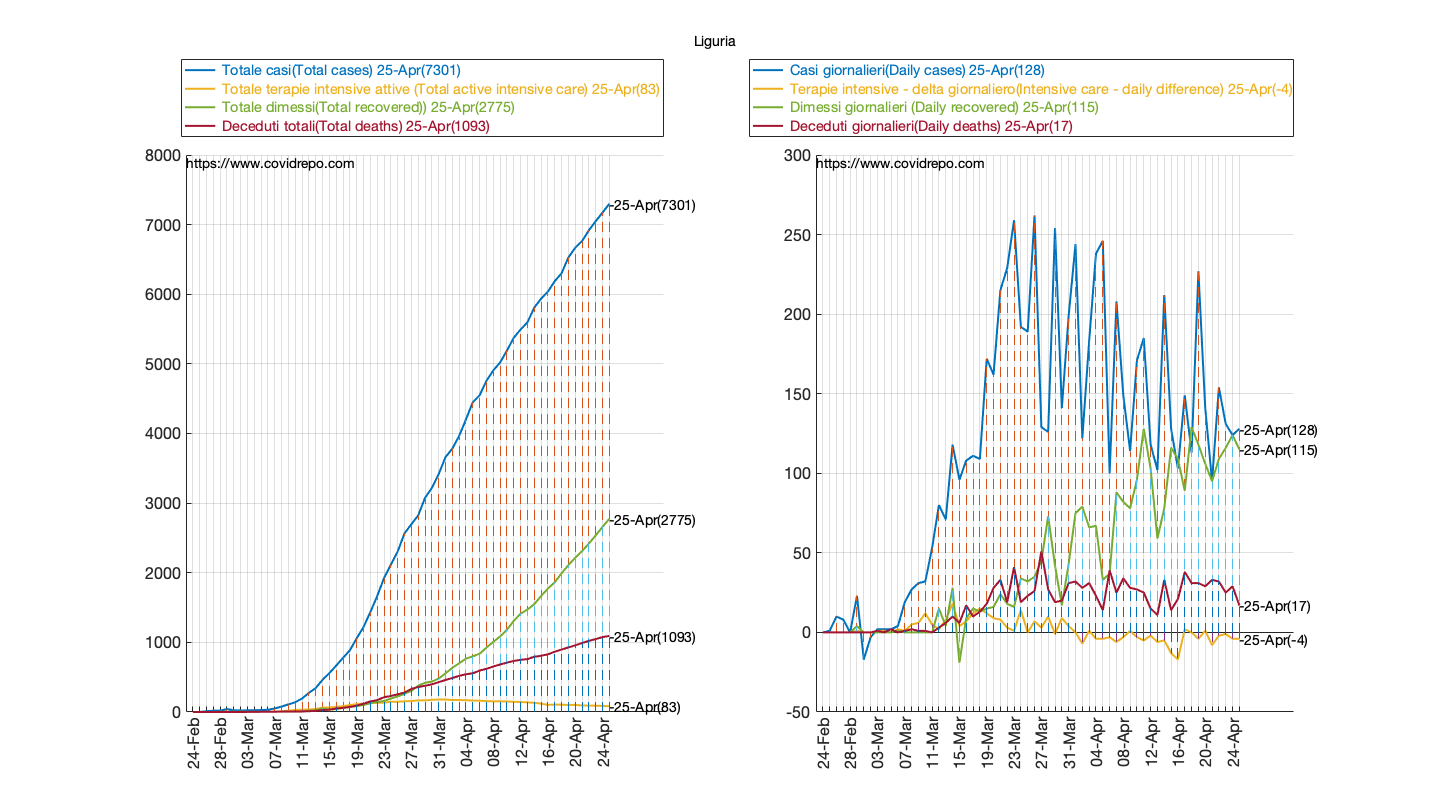 Liguria
Totale casi(Total cases) 25-Apr(7301)
Totale terapie intensive attive (Total active intensive care) 25-Apr(83)
Totale dimessi(Total recovered)) 25-Apr(2775)
Deceduti totali(Total deaths) 25-Apr(1093)
8000
https://www.covidrepo.com
7000
6000
5000
4000
3000
2000
1000
0
25-Apr(7301)
25-Apr(2775)
25-Apr(1093)
25-Apr(83)
24-Feb
28-Feb
03-Mar
07-Mar
11-Mar
15-Mar
19-Mar
23-Mar
27-Mar
31-Mar
04-Apr
08-Apr
12-Apr
16-Apr
20-Apr
24-Apr
Casi giornalieri(Daily cases) 25-Apr(128)
Terapie intensive - delta giornaliero(Intensive care - daily difference) 25-Apr(-4)
Dimessi giornalieri (Daily recovered) 25-Apr(115)
Deceduti giornalieri(Daily deaths) 25-Apr(17)
300
https://www.covidrepo.com
250
200
150
100
50
0
-50
25-Apr(128)
25-Apr(115)
25-Apr(17)
25-Apr(-4)
24-Feb
28-Feb
03-Mar
07-Mar
11-Mar
15-Mar
19-Mar
23-Mar
27-Mar
31-Mar
04-Apr
08-Apr
12-Apr
16-Apr
20-Apr
24-Apr